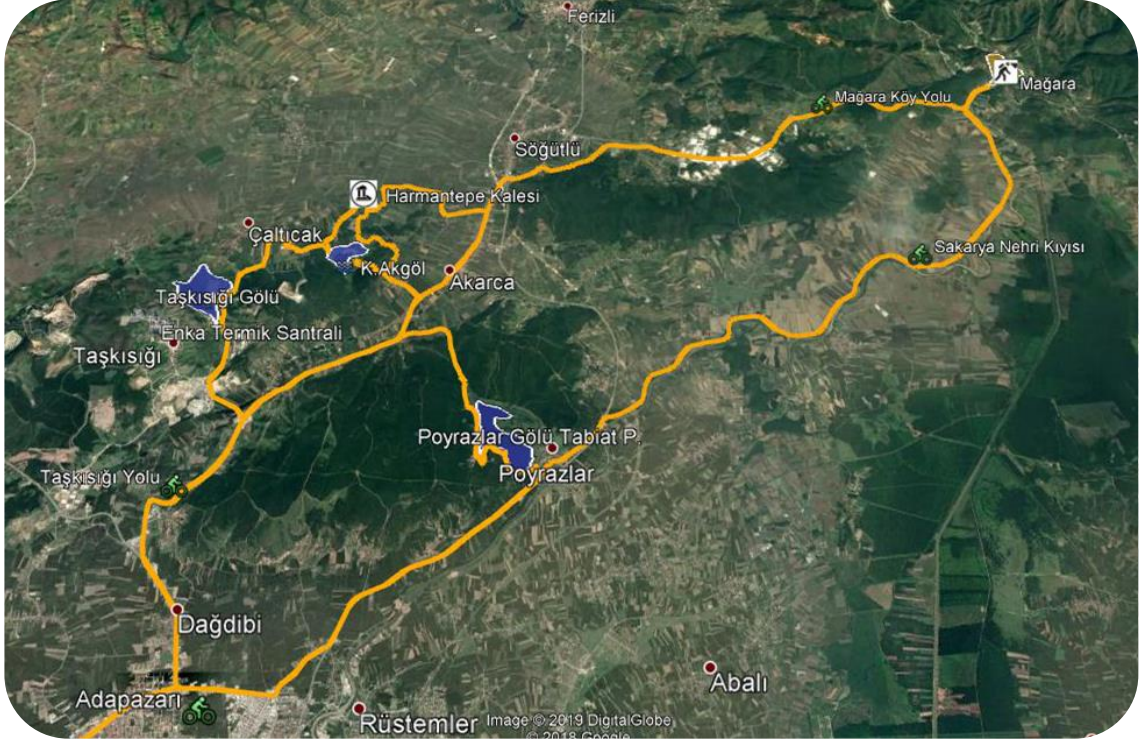 Ferizli
Mağara
Mağara Köy Yolu
Söğütlü
Harmantepe Kalesi
Çaltıcak
Sakarya Nehri Kıyısı
K.Akgöl
Akarca
Taşkısığı Gölü
Enka Termik Santrali
Taşkısığı
Poyrazlar Gölü Tabiat P.
Poyrazlar
Taşkısığı Yolu
Dağdibi
Abalı
Adapazarı
Rüstemler
Image © 2019 DigitalGlobe
© 2018 Google